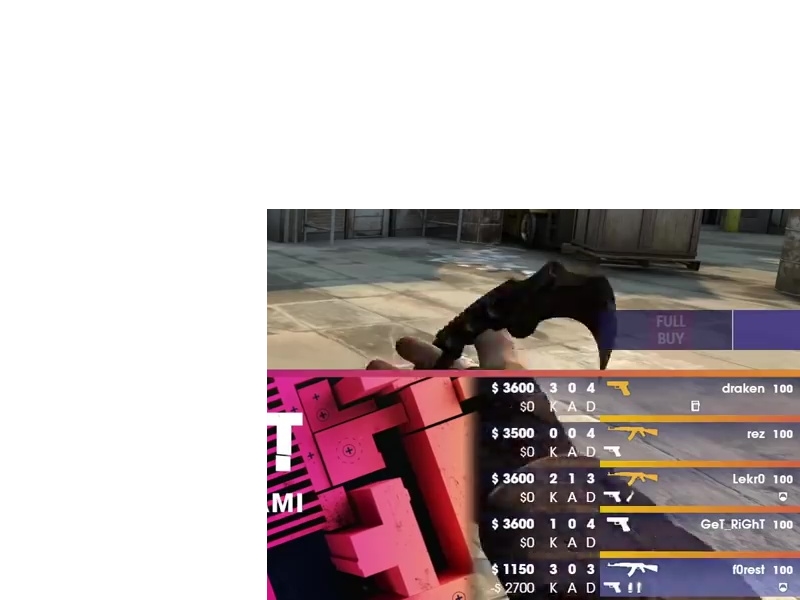 FULL
BUY
T
AMI
$ 3600 3 0 4 draken 100
$0 K A D
$ 3500 0 0 4 rez 100
$0 K A D
$ 3600 2 1 3 Lekr0 100
$0 K A D
$ 3600 1 0 4 GeT_RiGhT 100
$0 K A D
$ 1150 3 0 3 f0rest 100
-$ 2700 K A D